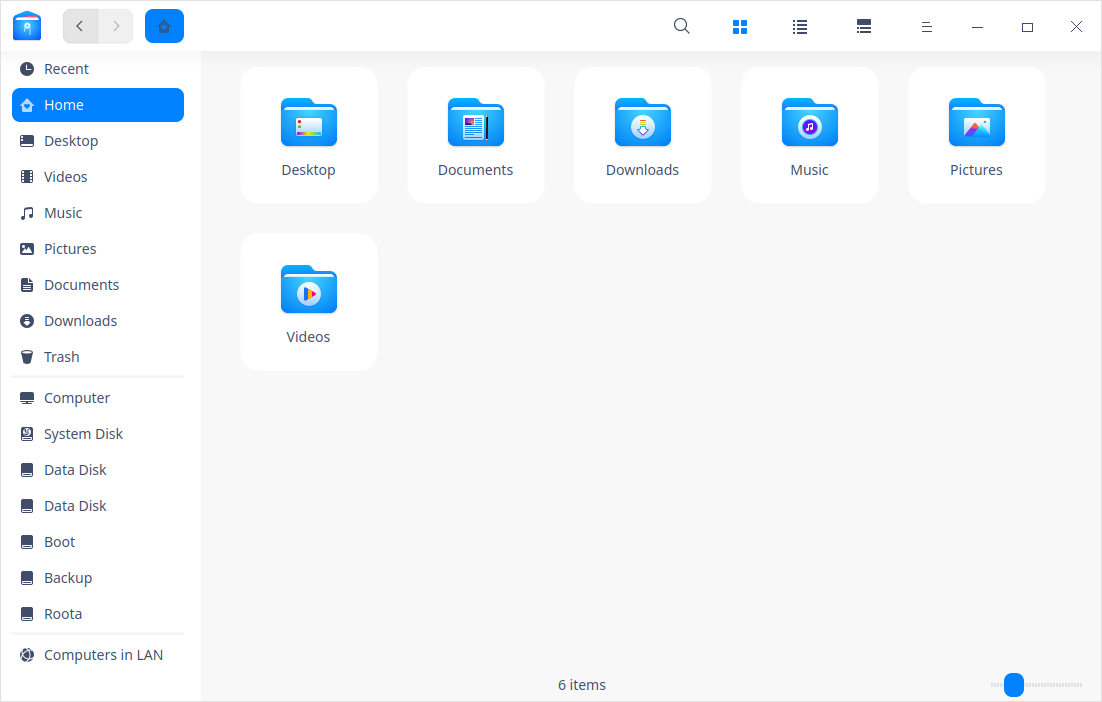 Recent
Home
Desktop
Videos
Music
Pictures
Documents
Downloads
Trash
Computer
System Disk
Data Disk
Data Disk
Boot
Backup
Roota
Computers in LAN
Desktop
Documents
Downloads
Music
Pictures
Videos
6 items